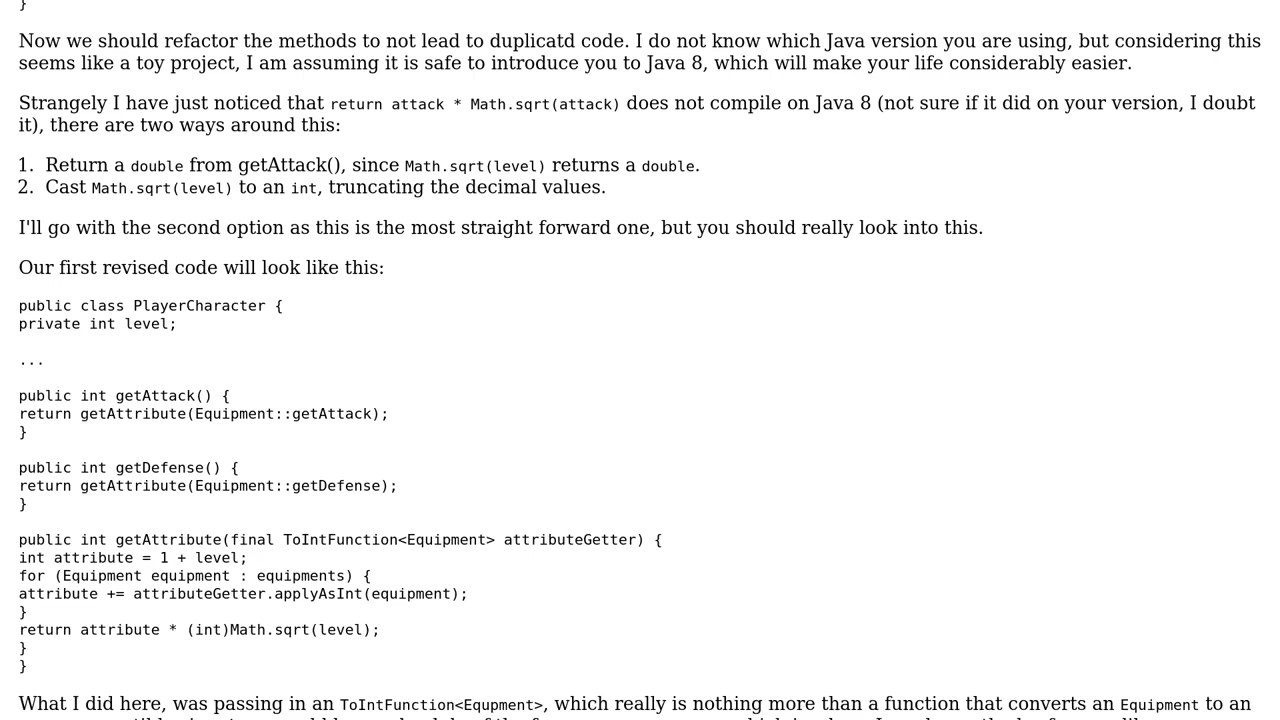 }
Now we should refactor the methods to not lead to duplicatd code. I do not know which Java version you are using, but considering this
seems like a toy project, I am assuming it is safe to introduce you to Java 8, which will make your life considerably easier.
Strangely I have just noticed that return attack * Math.sqrt(attack) does not compile on Java 8 (not sure if it did on your version, I doubt
it), there are two ways around this:
1. Return a double from getAttack(), since Math.sqrt(level) returns a double.
2. Cast Math.sqrt(level) to an int, truncating the decimal values.
I'll go with the second option as this is the most straight forward one, but you should really look into this.
Our first revised code will look like this:
public class PlayerCharacter {
private int level;
...
public int getAttack() {
return getAttribute(Equipment::getAttack);
}
public int getDefense() {
return getAttribute(Equipment::getDefense);
}
public int getAttribute(final ToIntFunction<Equipment> attributeGetter) {
int attribute = 1 + level;
for (Equipment equipment : equipments) {
attribute += attributeGetter.applyAsInt(equipment);
}
return attribute * (int)Math.sqrt(level);
}
}
What I did here, was passing in an ToIntFunction<Equpment>, which really is nothing more than a function that converts an Equipment to an